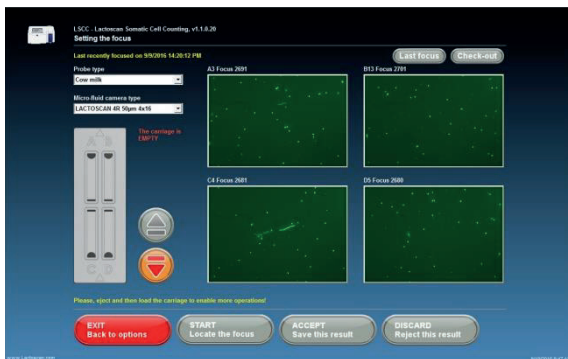 LSCC - Lactoscan Somatic Cell Counting, v1.1.0.20
Setting the focus
Last recently focused on 9/9/2016 14:20:12 PM
Last focus
Check-out
Probe type
Cow milk
Micro-fluid camera type
LACTOSCAN 4R 50µm 4x16
The carriage is
EMPTY
A B
C D
A3 Focus 2691
B13 Focus 2701
C4 Focus 2681
D5 Focus 2680
Please, eject and then load the carriage to enable more operations!
EXIT
Back to options
START
Locate the focus
ACCEPT
Save this result
DISCARD
Reject this result
www.lactoscan.com